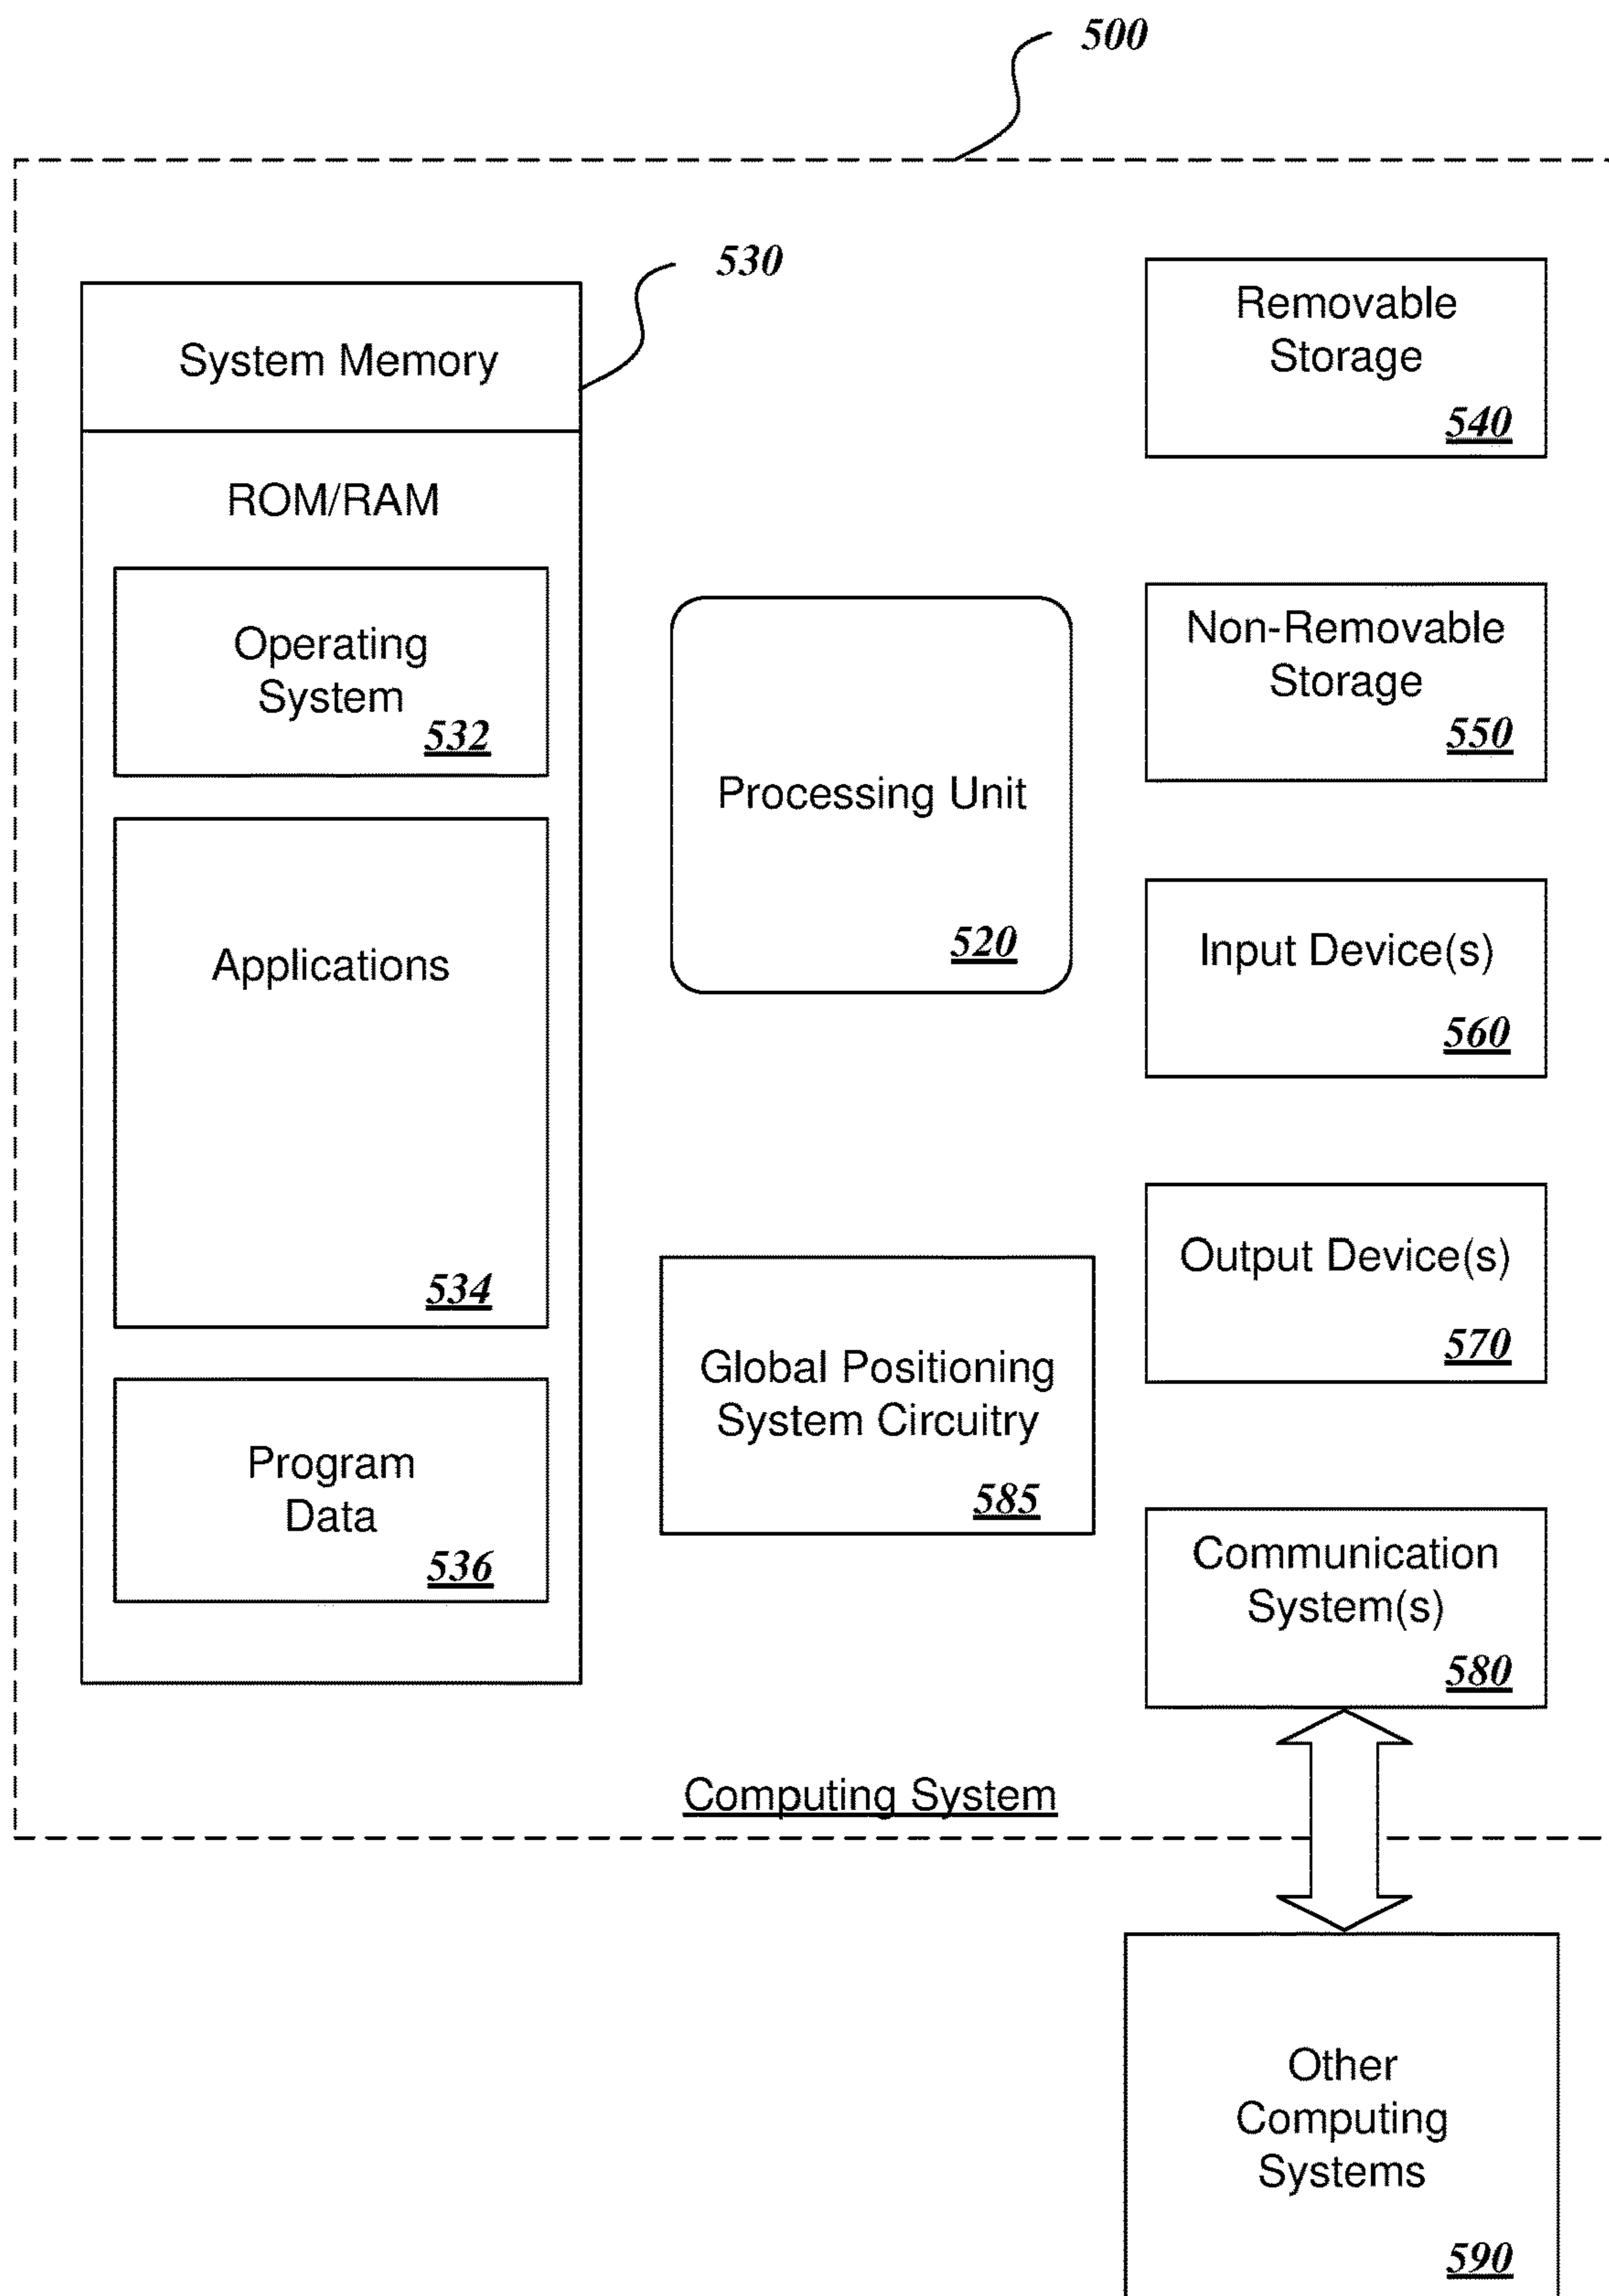 500
530
System Memory
ROM/RAM
Operating
System
532
Applications
534
Program
Data
536
Processing Unit
520
Global Positioning
System Circuitry
585
Removable
Storage
540
Non-Removable
Storage
550
Input Device(s)
560
Output Device(s)
570
Communication
System(s)
580
Computing System
Other
Computing
Systems
590